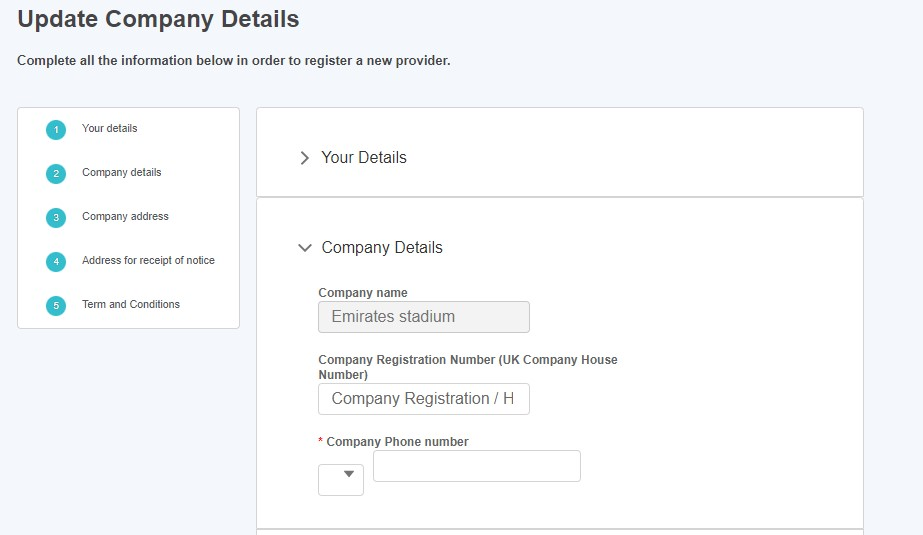 Update Company Details
Complete all the information below in order to register a new provider.
1 Your details
2 Company details
3 Company address
4 Address for receipt of notice
5 Term and Conditions
Your Details
Company Details
Company name
Emirates stadium
Company Registration Number (UK Company House
Number)
Company Registration / H
* Company Phone number